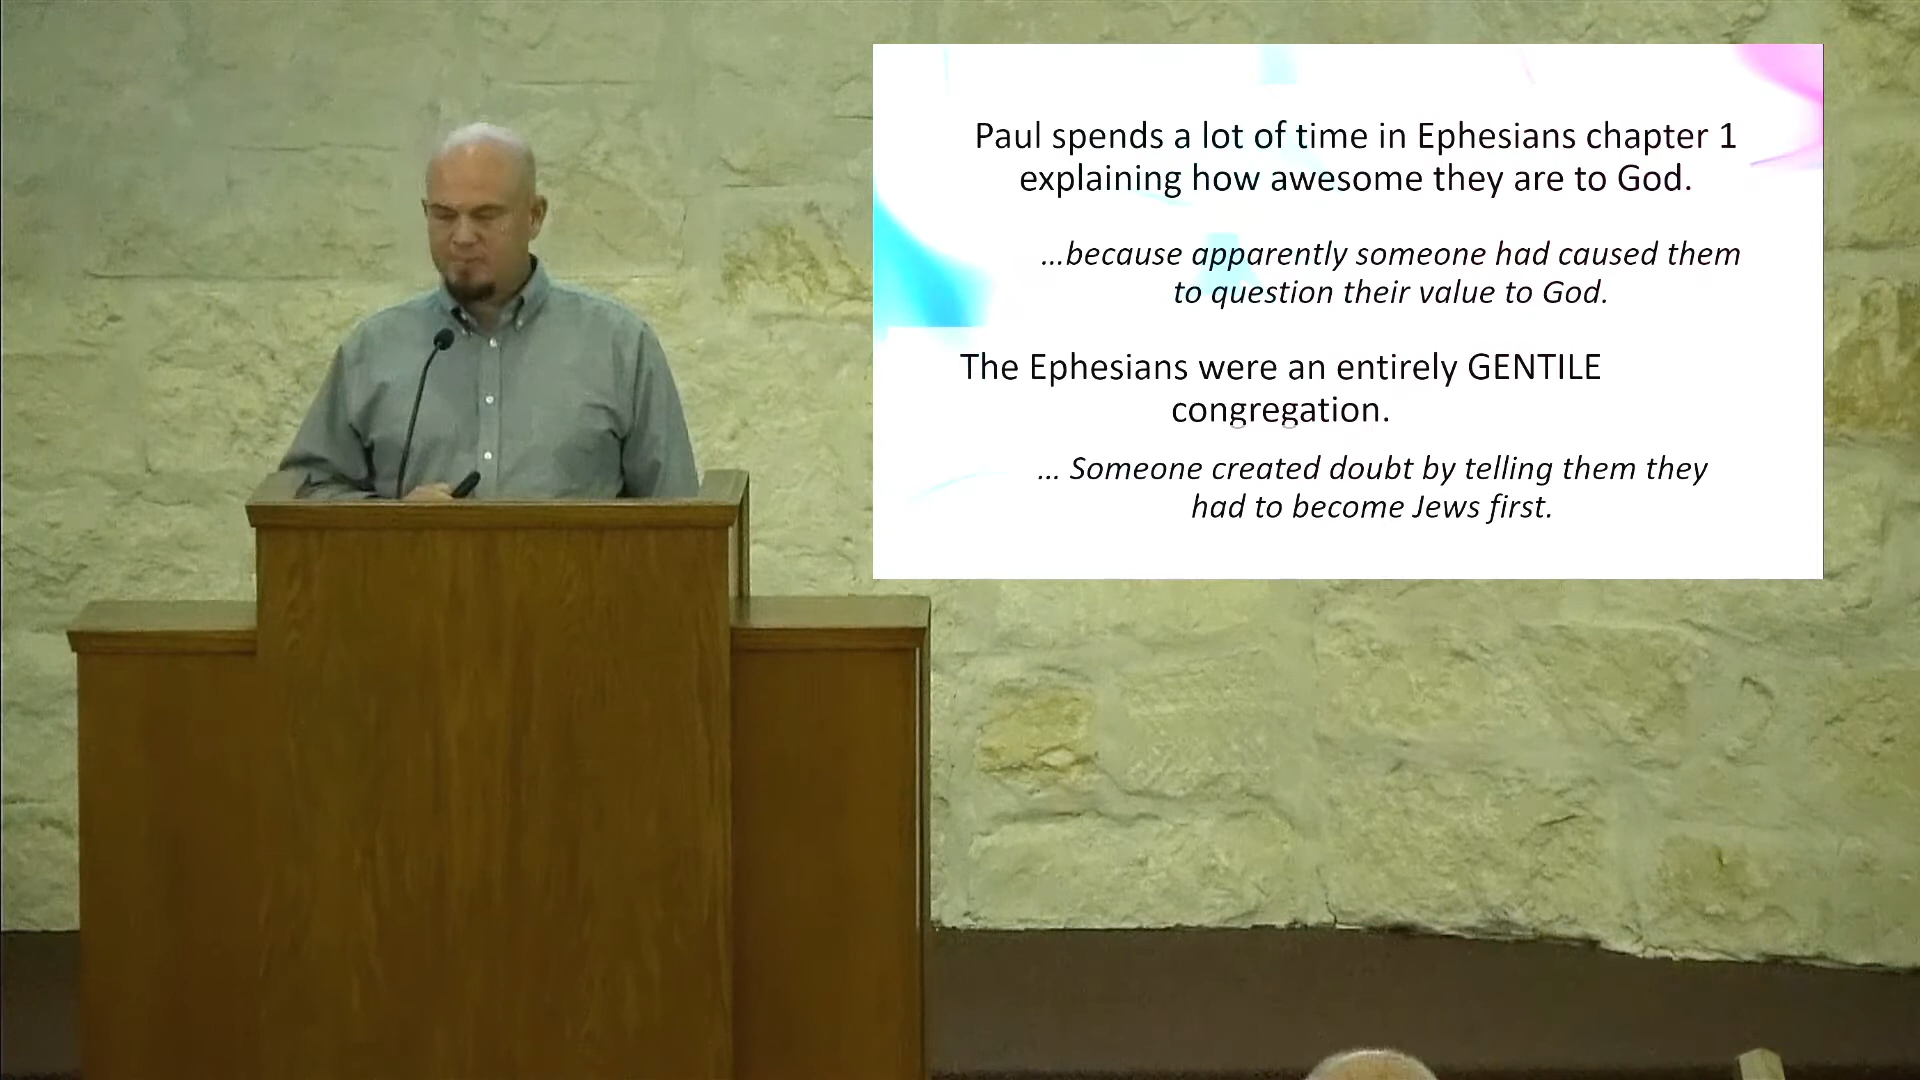 Paul spends a lot of time in Ephesians chapter 1
explaining how awesome they are to God.
...because apparently someone had caused them
to question their value to God.
The Ephesians were an entirely GENTILE
congregation.
... Someone created doubt by telling them they
had to become Jews first.